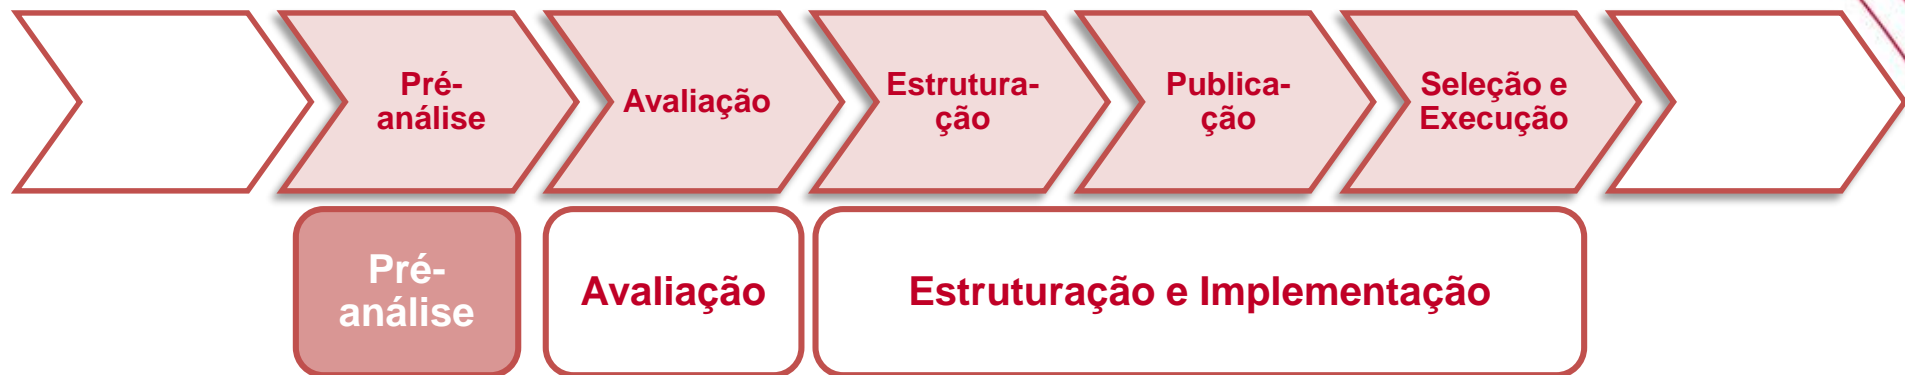 Pré-
análise
Avaliação
Estrutura-
ção
Publica-
ção
Seleção e
Execução
Pré-
análise
Avaliação
Estruturação e Implementação